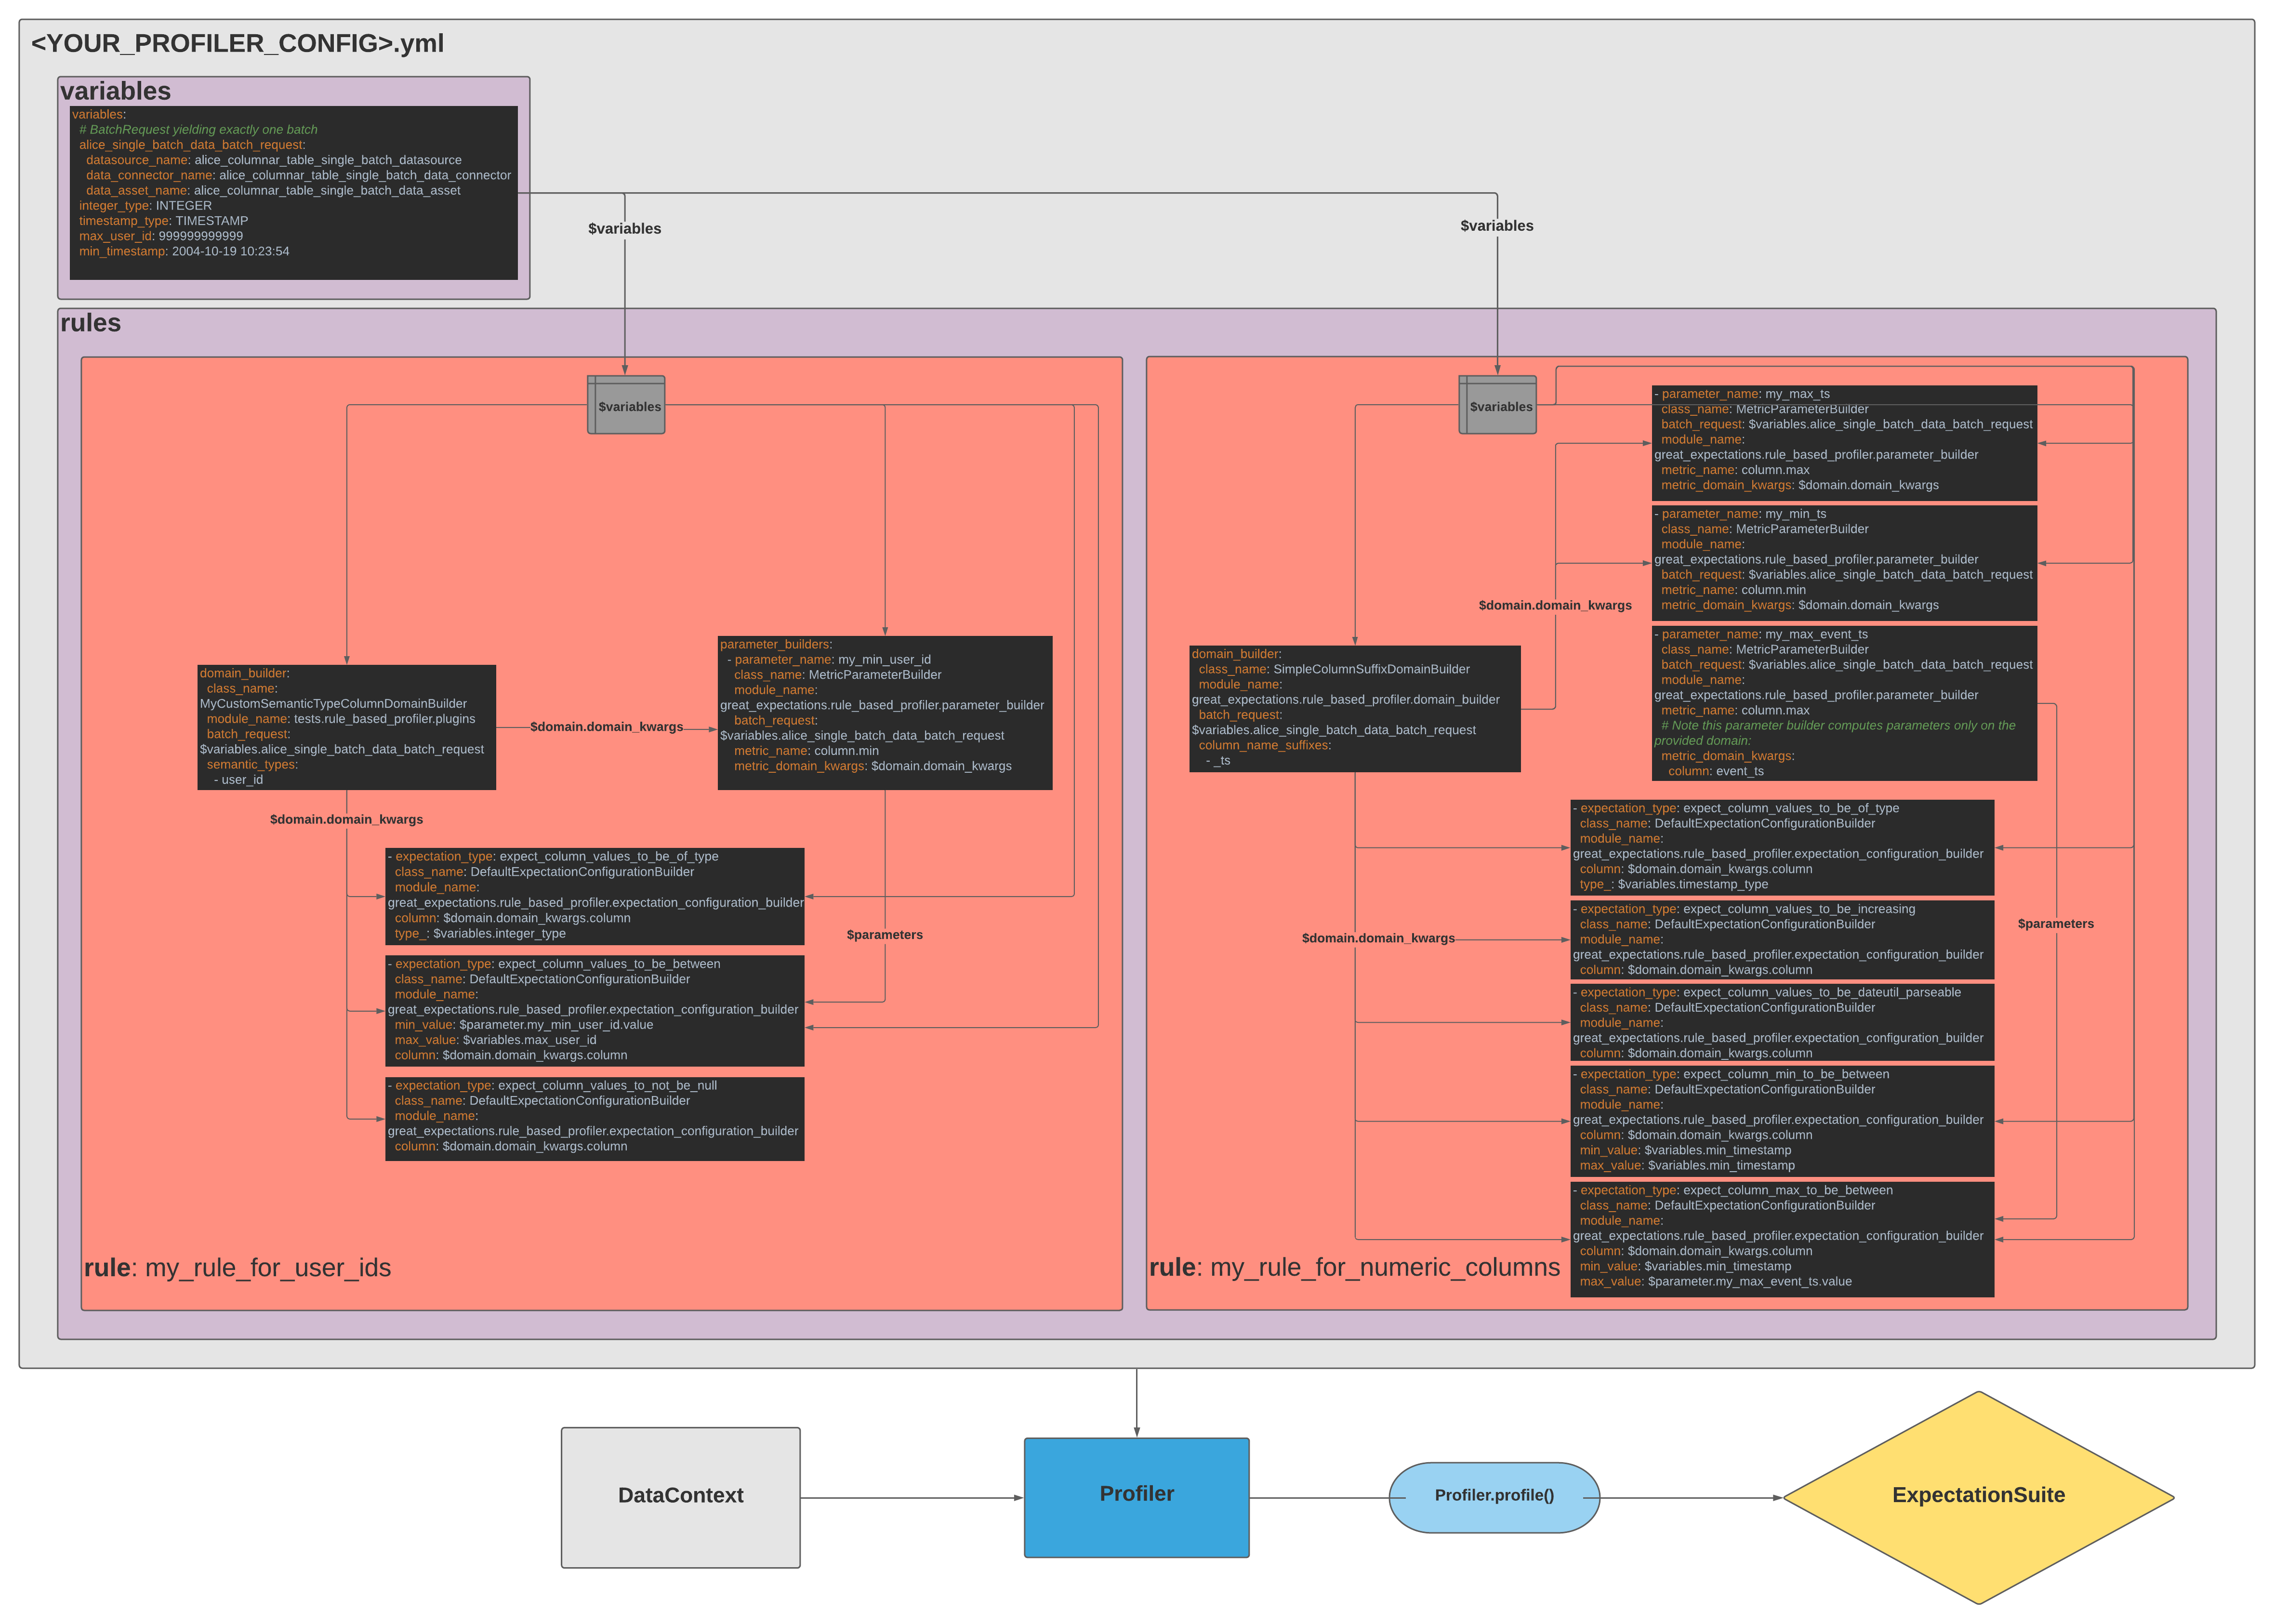 <YOUR_PROFILER_CONFIG>.yml
variables
variables:
# BatchRequest yielding exactly one batch
alice_single_batch_data_batch_request:
datasource_name: alice_columnar_table_single_batch_datasource
data_connector_name: alice_columnar_table_single_batch_data_connector
data_asset_name: alice_columnar_table_single_batch_data_asset
integer_type: INTEGER
timestamp_type: TIMESTAMP
max_user_id: 999999999999
min_timestamp: 2004-10-19 10:23:54
$variables
$variables
rules
$variables
domain_builder:
class_name:
MyCustomSemanticTypeColumnDomainBuilder
module_name: tests.rule_based_profiler.plugins
batch_request:
$variables.alice_single_batch_data_batch_request
semantic_types:
- user_id
$domain.domain_kwargs
parameter_builders:
- parameter_name: my_min_user_id
class_name: MetricParameterBuilder
module_name:
great_expectations.rule_based_profiler.parameter_builder
batch_request:
$variables.alice_single_batch_data_batch_request
metric_name: column.min
metric_domain_kwargs: $domain.domain_kwargs
$domain.domain_kwargs
- expectation_type: expect_column_values_to_be_of_type
class_name: DefaultExpectationConfigurationBuilder
module_name:
great_expectations.rule_based_profiler.expectation_configuration_builder
column: $domain.domain_kwargs.column
type_: $variables.integer_type
$parameters
- expectation_type: expect_column_values_to_be_between
class_name: DefaultExpectationConfigurationBuilder
module_name:
great_expectations.rule_based_profiler.expectation_configuration_builder
min_value: $parameter.my_min_user_id.value
max_value: $variables.max_user_id
column: $domain.domain_kwargs.column
- expectation_type: expect_column_values_to_not_be_null
class_name: DefaultExpectationConfigurationBuilder
module_name:
great_expectations.rule_based_profiler.expectation_configuration_builder
column: $domain.domain_kwargs.column
rule: my_rule_for_user_ids
$variables
- parameter_name: my_max_ts
class_name: MetricParameterBuilder
batch_request: $variables.alice_single_batch_data_batch_request
module_name:
great_expectations.rule_based_profiler.parameter_builder
metric_name: column.max
metric_domain_kwargs: $domain.domain_kwargs
- parameter_name: my_min_ts
class_name: MetricParameterBuilder
module_name:
great_expectations.rule_based_profiler.parameter_builder
batch_request: $variables.alice_single_batch_data_batch_request
metric_name: column.min
metric_domain_kwargs: $domain.domain_kwargs
$domain.domain_kwargs
- parameter_name: my_max_event_ts
class_name: MetricParameterBuilder
batch_request: $variables.alice_single_batch_data_batch_request
module_name:
great_expectations.rule_based_profiler.parameter_builder
metric_name: column.max
# Note this parameter builder computes parameters only on the
provided domain:
metric_domain_kwargs:
column: event_ts
domain_builder:
class_name: SimpleColumnSuffixDomainBuilder
module_name:
great_expectations.rule_based_profiler.domain_builder
batch_request:
$variables.alice_single_batch_data_batch_request
column_name_suffixes:
- _ts
- expectation_type: expect_column_values_to_be_of_type
class_name: DefaultExpectationConfigurationBuilder
module_name:
great_expectations.rule_based_profiler.expectation_configuration_builder
column: $domain.domain_kwargs.column
type_: $variables.timestamp_type
- expectation_type: expect_column_values_to_be_increasing
class_name: DefaultExpectationConfigurationBuilder
module_name:
great_expectations.rule_based_profiler.expectation_configuration_builder
column: $domain.domain_kwargs.column
$domain.domain_kwargs
$parameters
- expectation_type: expect_column_values_to_be_dateutil_parseable
class_name: DefaultExpectationConfigurationBuilder
module_name:
great_expectations.rule_based_profiler.expectation_configuration_builder
column: $domain.domain_kwargs.column
- expectation_type: expect_column_min_to_be_between
class_name: DefaultExpectationConfigurationBuilder
module_name:
great_expectations.rule_based_profiler.expectation_configuration_builder
column: $domain.domain_kwargs.column
min_value: $variables.min_timestamp
max_value: $variables.min_timestamp
- expectation_type: expect_column_max_to_be_between
class_name: DefaultExpectationConfigurationBuilder
module_name:
great_expectations.rule_based_profiler.expectation_configuration_builder
column: $domain.domain_kwargs.column
min_value: $variables.min_timestamp
max_value: $parameter.my_max_event_ts.value
rule: my_rule_for_numeric_columns
DataContext
Profiler
Profiler.profile()
ExpectationSuite